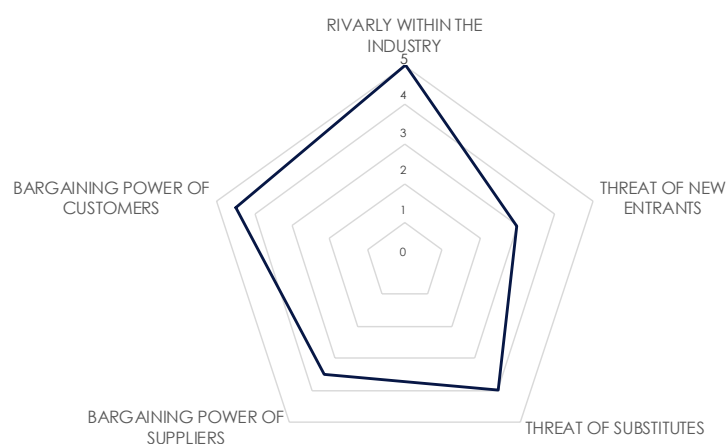 RIVARLY WITHIN THE
INDUSTRY
5
4
3
2
1
0
BARGAINING POWER OF
CUSTOMERS
THREAT OF NEW
ENTRANTS
BARGAINING POWER OF
SUPPLIERS
THREAT OF SUBSTITUTES